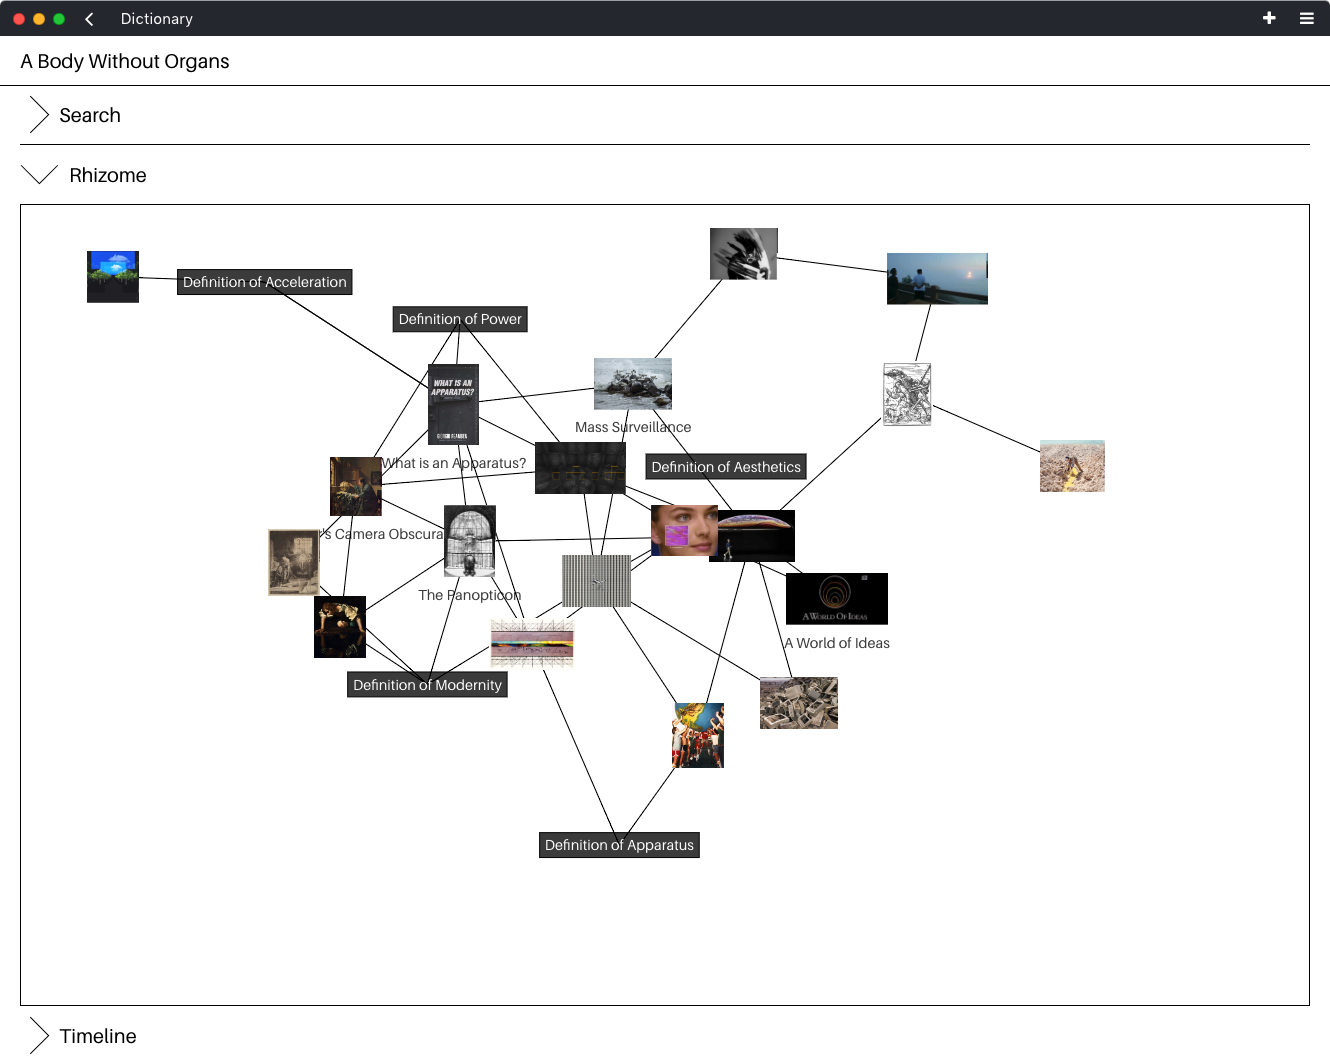 Dictionary
A Body Without Organs
Search
Rhizome
Definition of Acceleration
Definition of Power
WHAT IS AN
APPARATUS?
Mass Surveillance
What is an Apparatus?
Definition of Aesthetics
's Camera Obscura
The Panopticon
A WORLD OF IDEAS
A World of Ideas
Definition of Modernity
Definition of Apparatus
Timeline